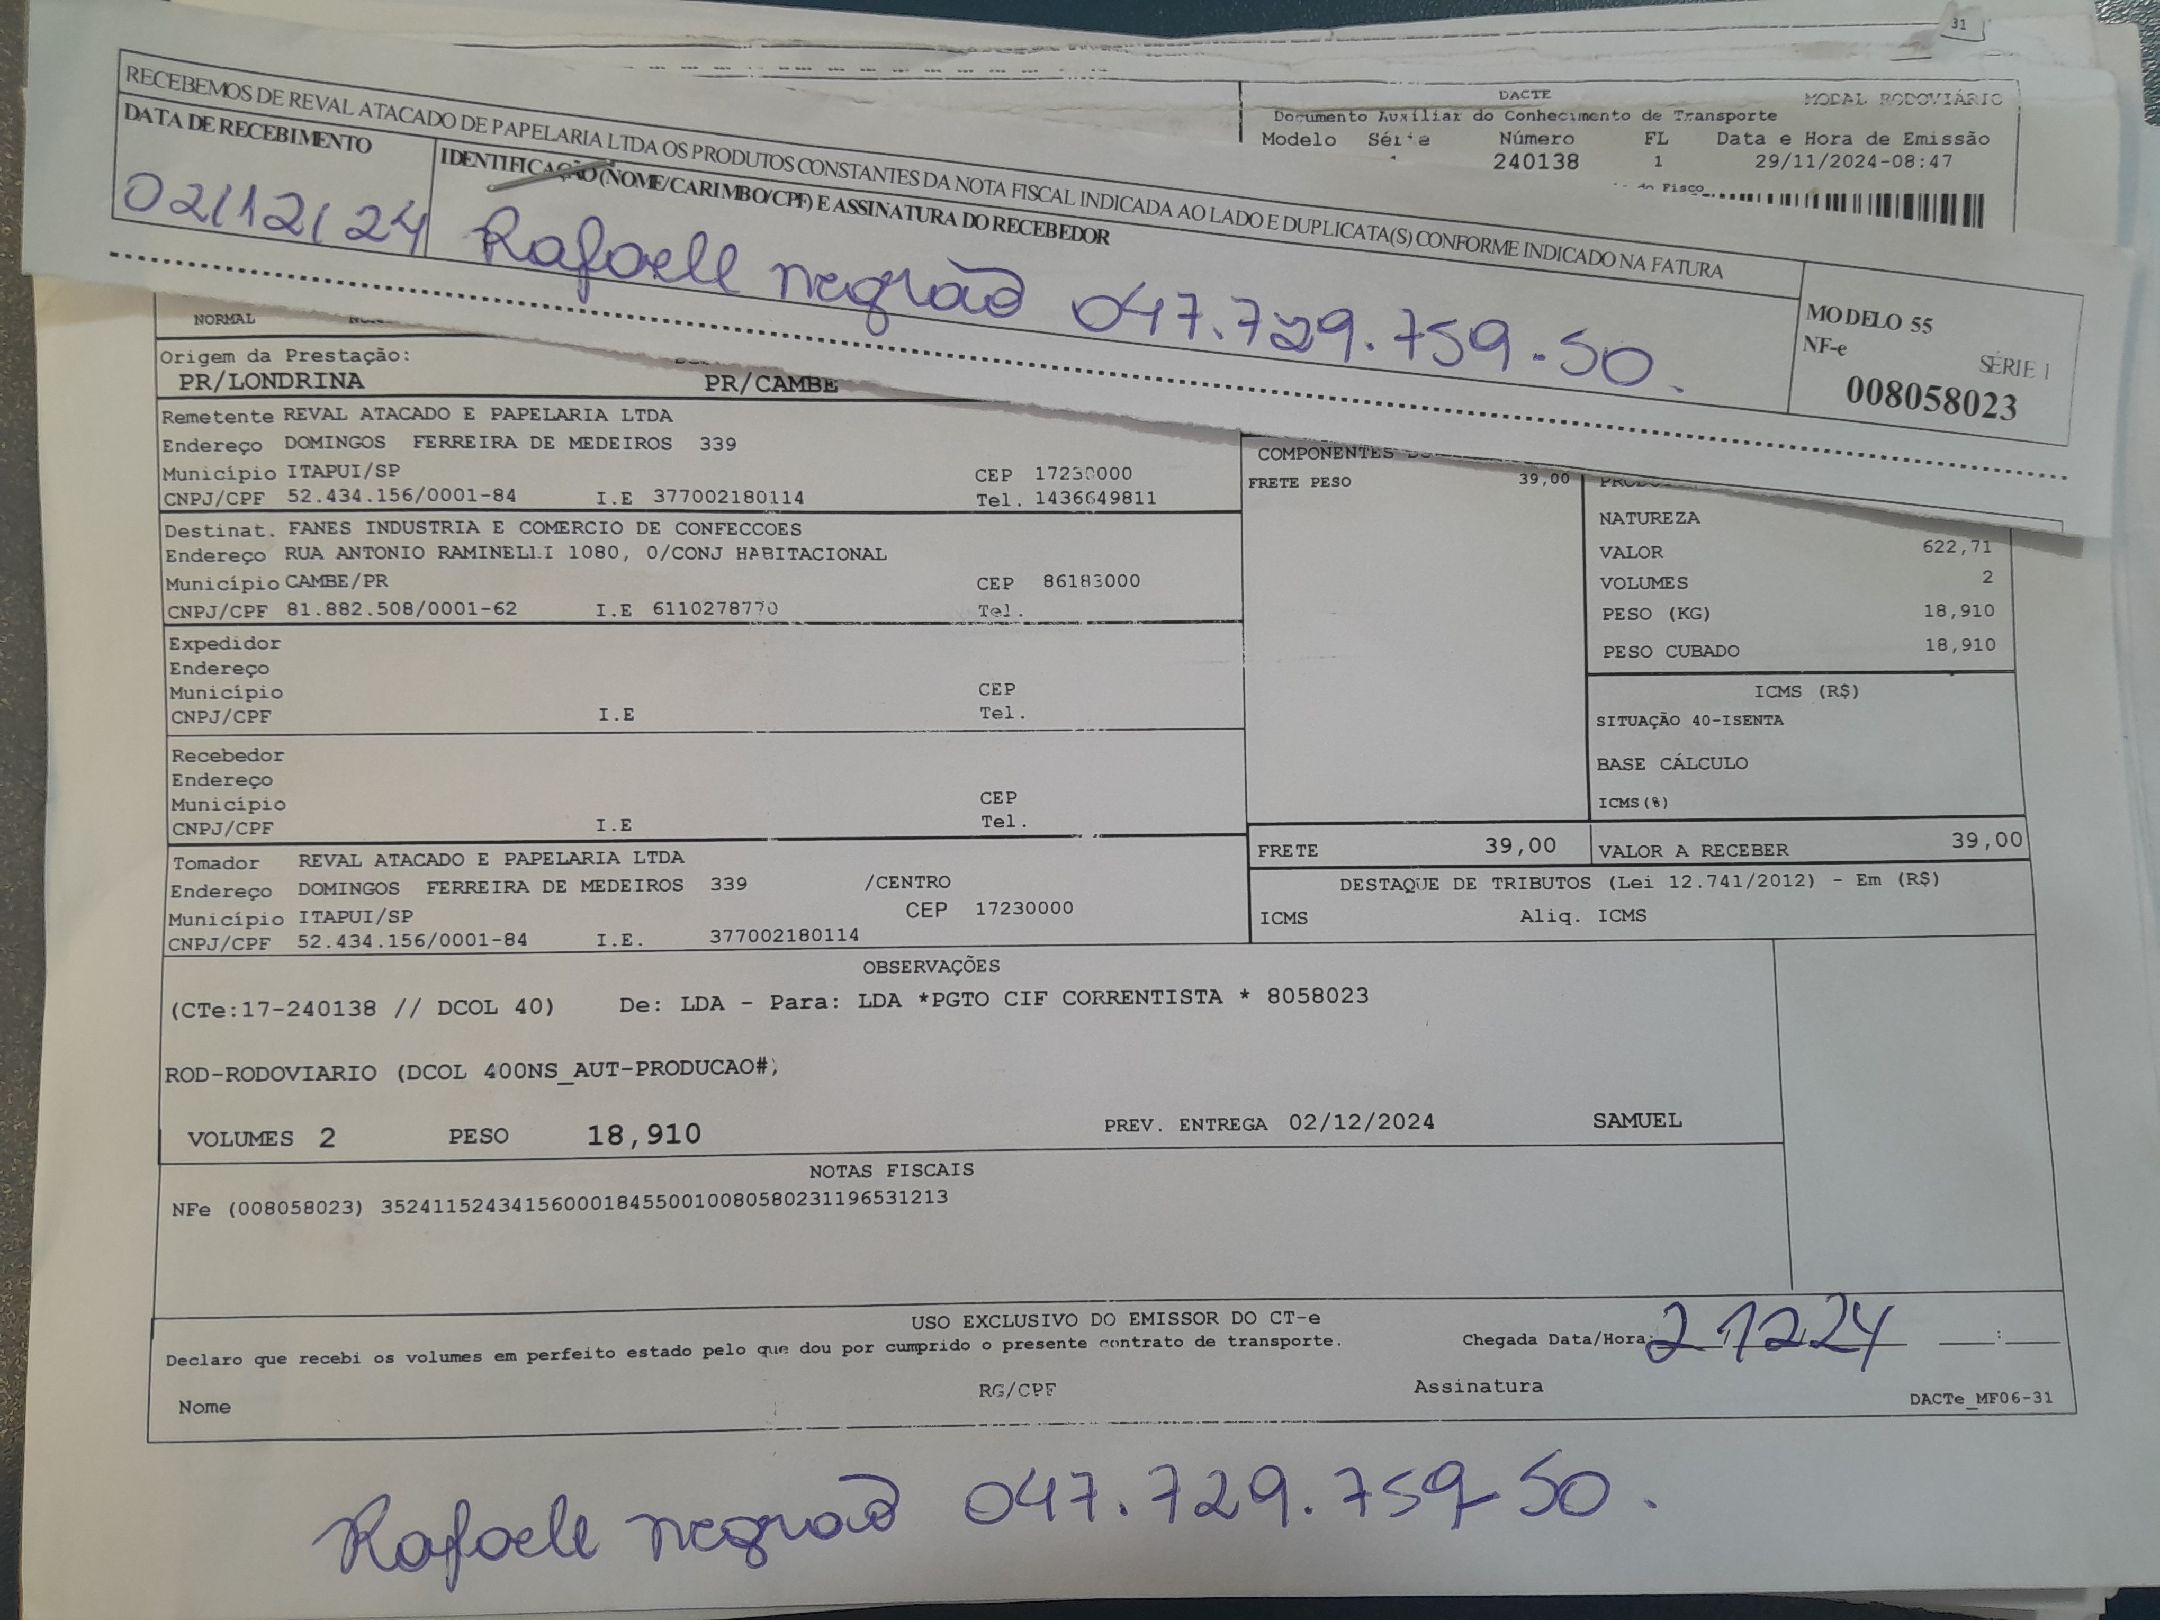 31
RECEBEMOS DE REVAL ATACADO DE PAPELARIA LTDA OS PRODUTOS CONSTANTES DA NOTA FISCAL INDICADA AO LADO E DUPLICATA(S) CONFORME INDICADO NA FATURA
DATA DE RECEBIMENTO
IDENTIFICAÇÃO (NOME/CARIMBO/CPF) E ASSINATURA DO RECEBEDOR
02/12/24 Rafaell negrão 047.729.759-50.
MODELO 55
NF-e
SÉRIE 1
008058023
DACTE MODAL RODOVIÁRIO
Documento Auxiliar do Conhecimento de Transporte
Modelo Série Número FL Data e Hora de Emissão
240138 1 29/11/2024-08:47
Fisco
NORMAL
Origem da Prestação:
PR/LONDRINA PR/CAMBE
Remetente REVAL ATACADO E PAPELARIA LTDA
Endereço DOMINGOS FERREIRA DE MEDEIROS 339
Município ITAPUI/SP CEP 17230000
CNPJ/CPF 52.434.156/0001-84 I.E 377002180114 Tel. 1436649811
Destinat. FANES INDUSTRIA E COMERCIO DE CONFECCOES
Endereço RUA ANTONIO RAMINELLI 1080, 0/CONJ HABITACIONAL
Município CAMBE/PR CEP 86183000
CNPJ/CPF 81.882.508/0001-62 I.E 6110278770 Tel.
Expedidor
Endereço
Município CEP
CNPJ/CPF I.E Tel.
Recebedor
Endereço
Município CEP
CNPJ/CPF I.E Tel.
Tomador REVAL ATACADO E PAPELARIA LTDA
Endereço DOMINGOS FERREIRA DE MEDEIROS 339 /CENTRO
Município ITAPUI/SP CEP 17230000
CNPJ/CPF 52.434.156/0001-84 I.E. 377002180114
COMPONENTES
FRETE PESO 39,00
NATUREZA
VALOR 622,71
VOLUMES 2
PESO (KG) 18,910
PESO CUBADO 18,910
ICMS (R$)
SITUAÇÃO 40-ISENTA
BASE CÁLCULO
ICMS(%)
FRETE 39,00 VALOR A RECEBER 39,00
DESTAQUE DE TRIBUTOS (Lei 12.741/2012) - Em (R$)
ICMS Aliq. ICMS
OBSERVAÇÕES
(CTe:17-240138 // DCOL 40) De: LDA - Para: LDA *PGTO CIF CORRENTISTA * 8058023
ROD-RODOVIARIO (DCOL 400NS_AUT-PRODUCAO#)
VOLUMES 2 PESO 18,910 PREV. ENTREGA 02/12/2024 SAMUEL
NOTAS FISCAIS
NFe (008058023) 35241152434156000184550010080580231196531213
USO EXCLUSIVO DO EMISSOR DO CT-e
Declaro que recebi os volumes em perfeito estado pelo que dou por cumprido o presente contrato de transporte. Chegada Data/Hora: 2 12 24 :
Nome RG/CPF Assinatura DACTe_MF06-31
Rafaell negrão 047.729.759-50.